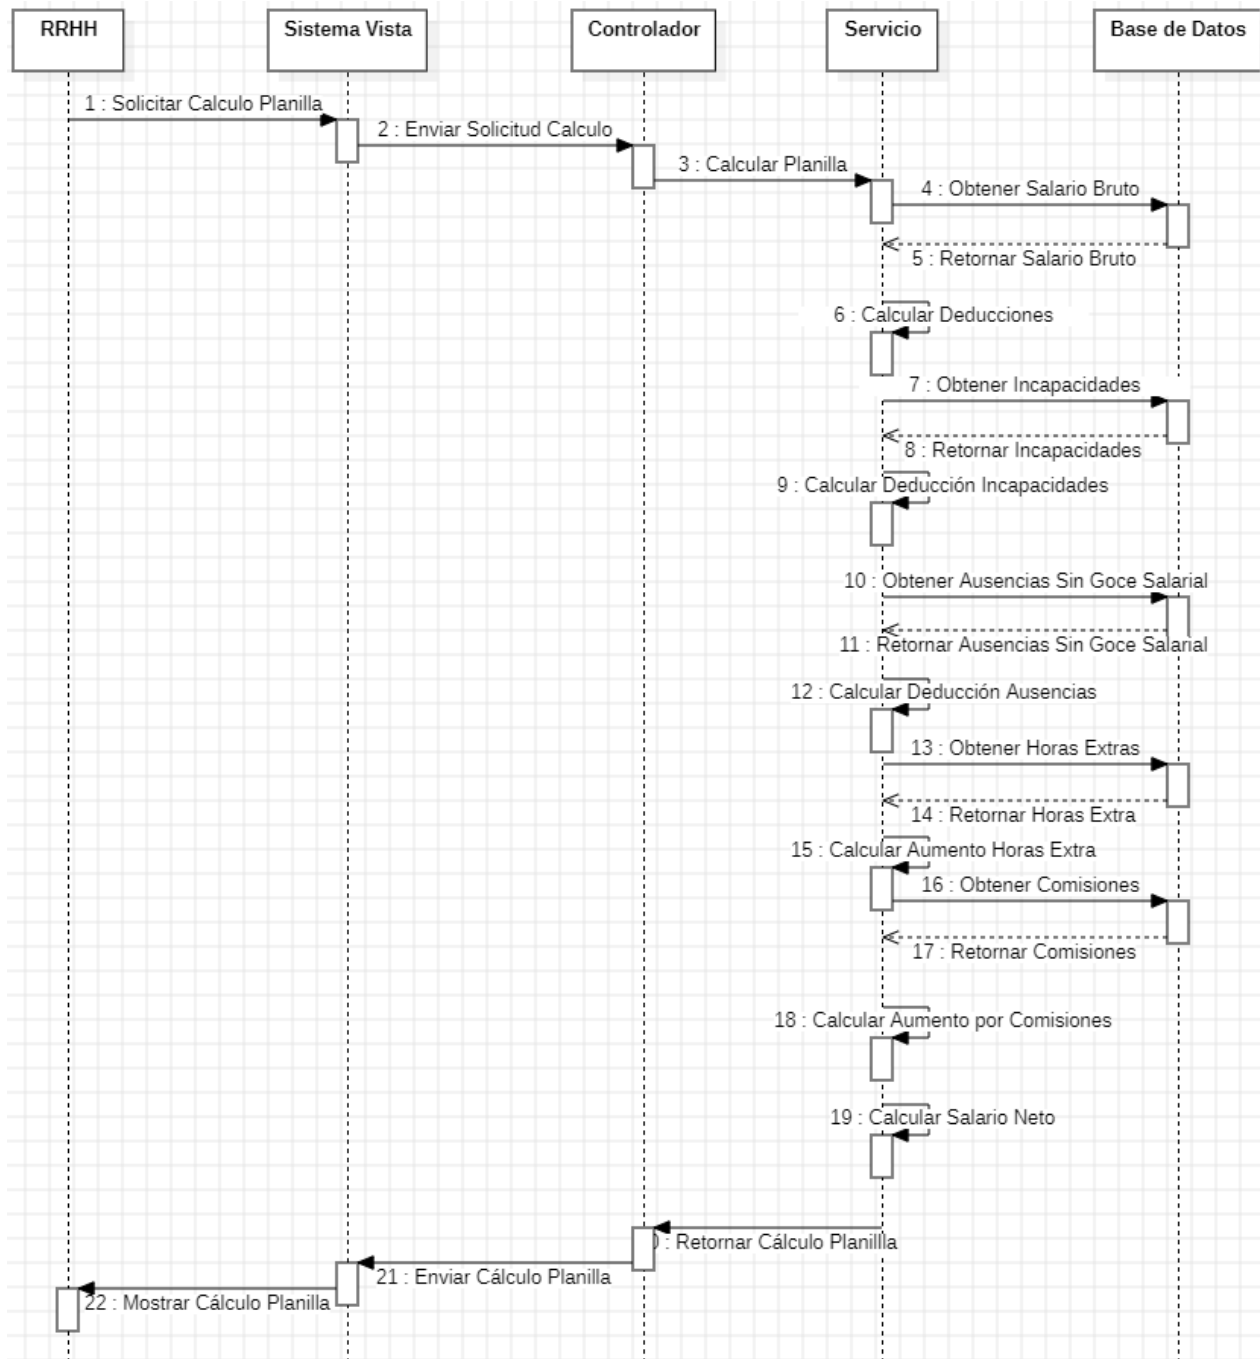 RRHH
Sistema Vista
Controlador
Servicio
Base de Datos
1 : Solicitar Calculo Planilla
2 : Enviar Solicitud Calculo
3 : Calcular Planilla
4 : Obtener Salario Bruto
5 : Retornar Salario Bruto
6 : Calcular Deducciones
7 : Obtener Incapacidades
8 : Retornar Incapacidades
9 : Calcular Deducción Incapacidades
10 : Obtener Ausencias Sin Goce Salarial
11 : Retornar Ausencias Sin Goce Salarial
12 : Calcular Deducción Ausencias
13 : Obtener Horas Extras
14 : Retornar Horas Extra
15 : Calcular Aumento Horas Extra
16 : Obtener Comisiones
17 : Retornar Comisiones
18 : Calcular Aumento por Comisiones
19 : Calcular Salario Neto
: Retornar Cálculo Planillla
21 : Enviar Cálculo Planilla
22 : Mostrar Cálculo Planilla